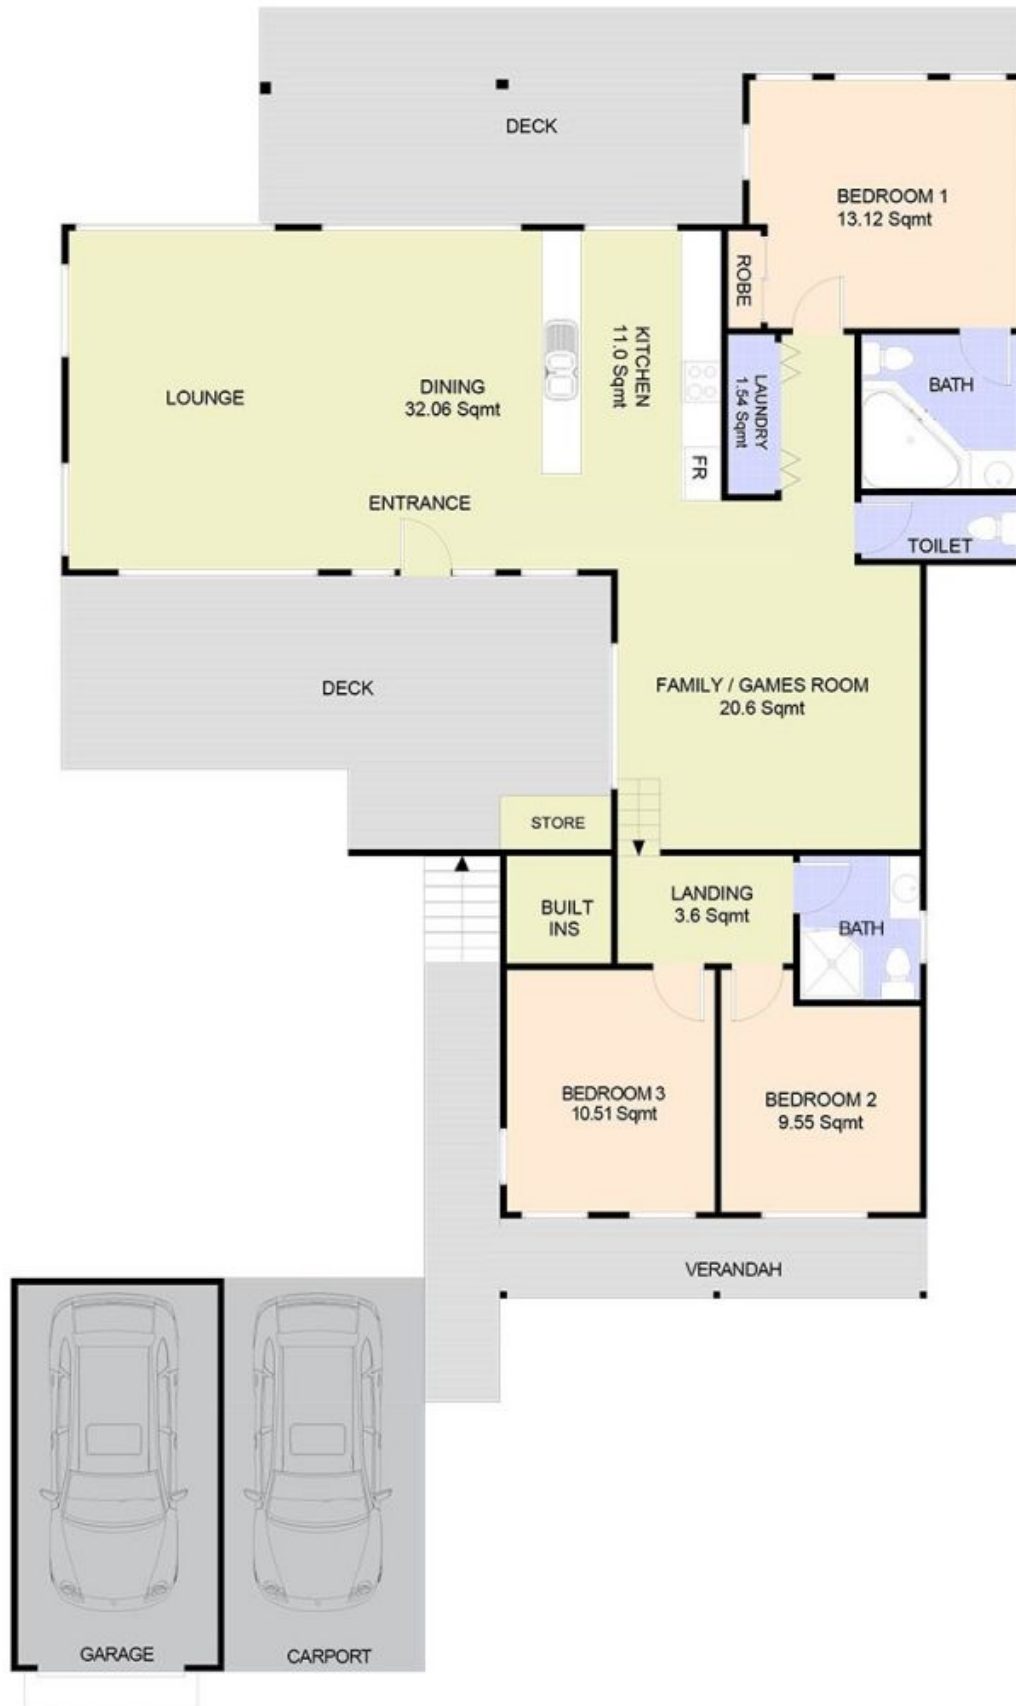 DECK
BEDROOM 1
13.12 Sqmt
ROBE
KITCHEN
11.0 Sqmt
LOUNGE
DINING
32.06 Sqmt
LAUNDRY
1.54 Sqmt
BATH
FR
ENTRANCE
TOILET
DECK
FAMILY / GAMES ROOM
20.6 Sqmt
STORE
BUILT
INS
LANDING
3.6 Sqmt
BATH
BEDROOM 3
10.51 Sqmt
BEDROOM 2
9.55 Sqmt
VERANDAH
GARAGE
CARPORT